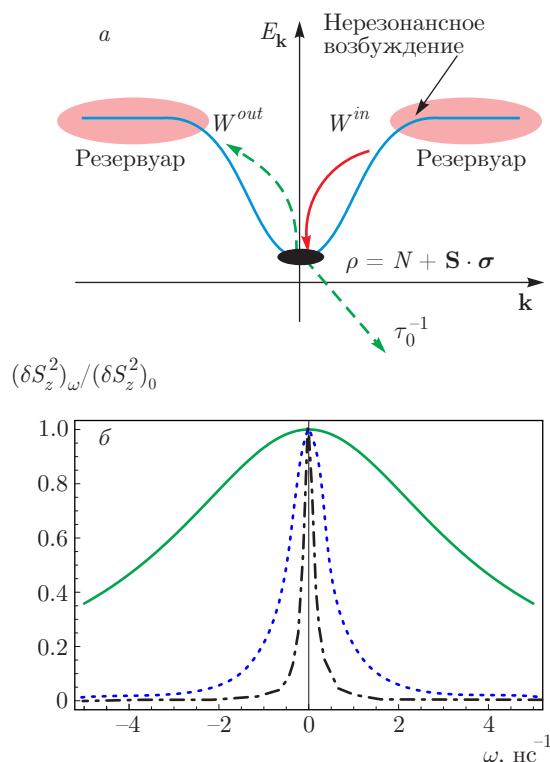 а
E_k
Нерезонансное
возбуждение
W^out
W^in
Резервуар
Резервуар
ρ = N + S · σ
k
τ_0^−1
(δS_z^2)_ω/(δS_z^2)_0
б
1.0
0.8
0.6
0.4
0.2
0
−4
−2
0
2
4
ω, нс^−1